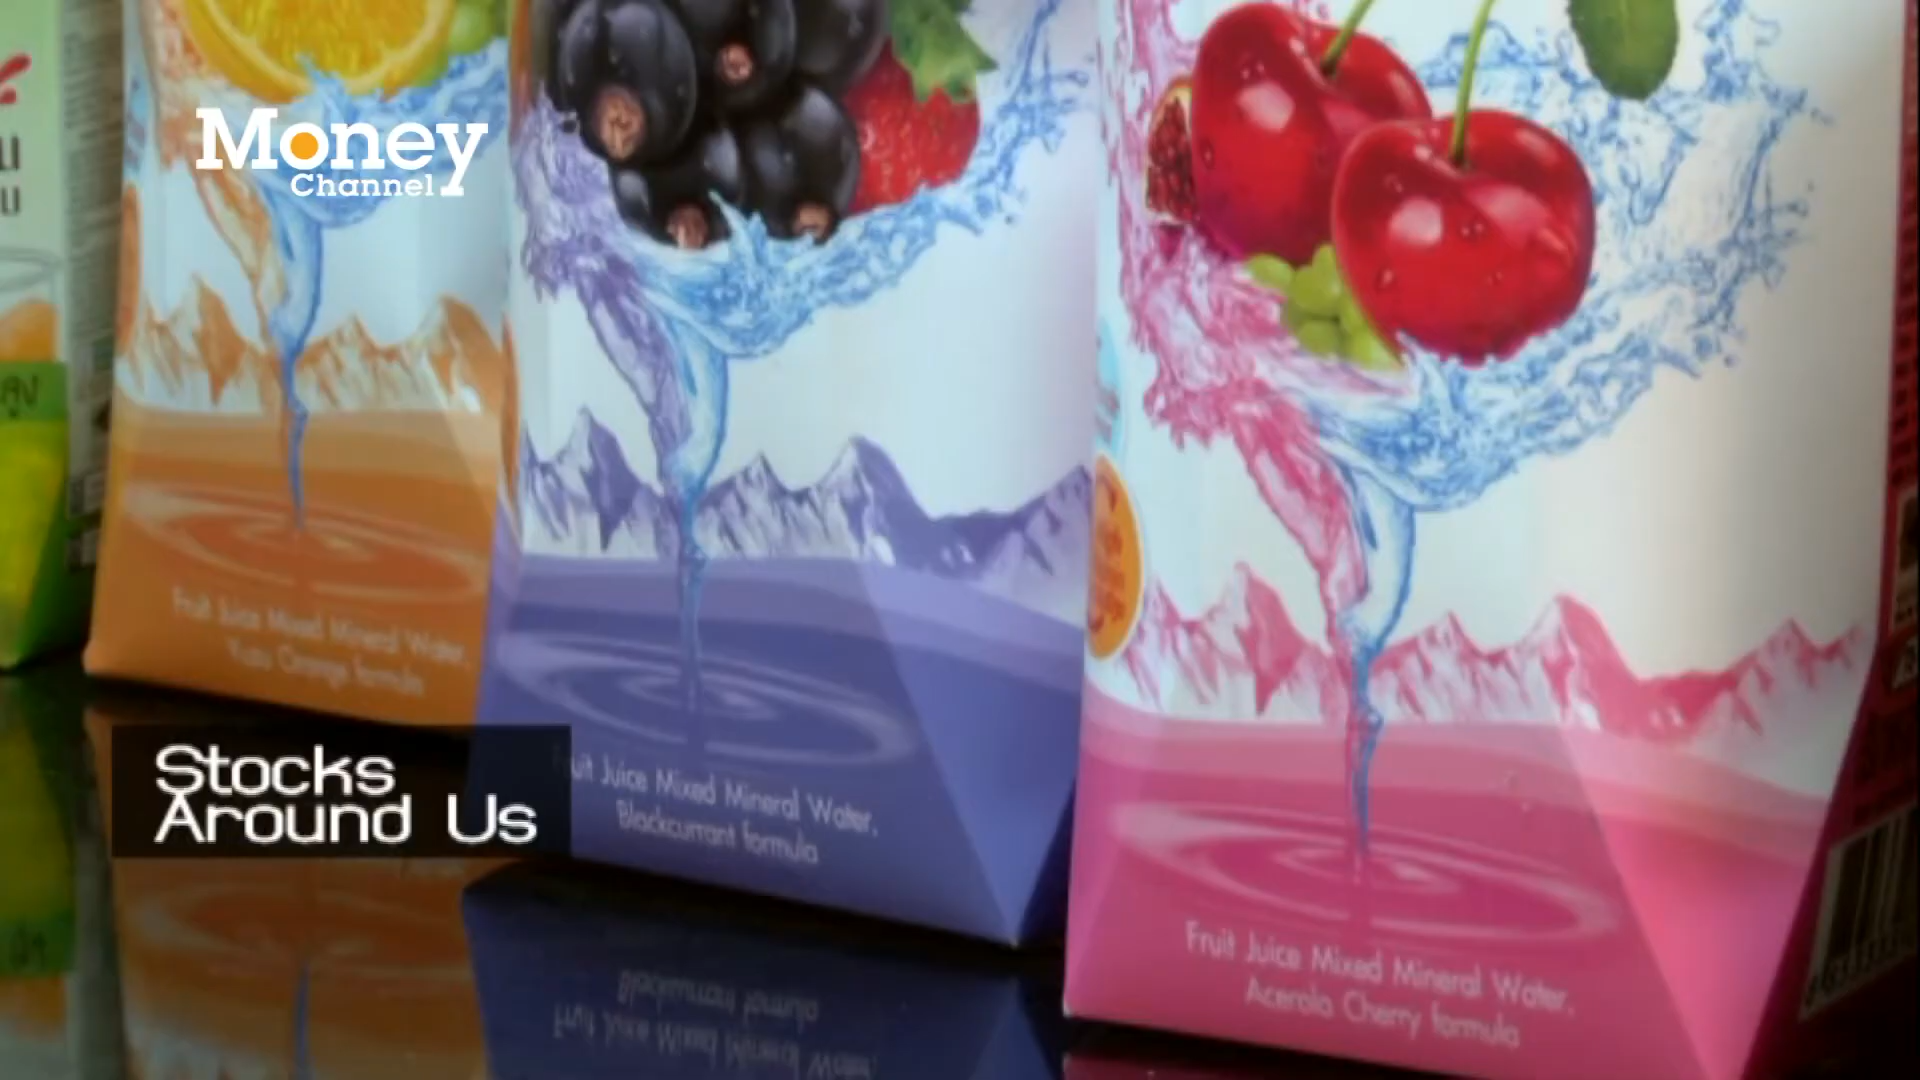 Money
Channel
Fruit Juice Mixed Mineral Water,
Yuzu Orange formula
Stocks
Around Us
Fruit Juice Mixed Mineral Water,
Blackcurrant formula
Fruit Juice Mixed Mineral Water,
Acerola Cherry formula